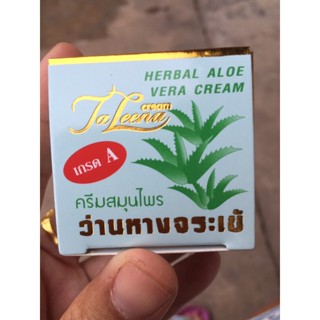 HERBAL ALOE
VERA CREAM
cream
TaLeena
เกรด A
ครีมสมุนไพร
ว่านหางจระเข้